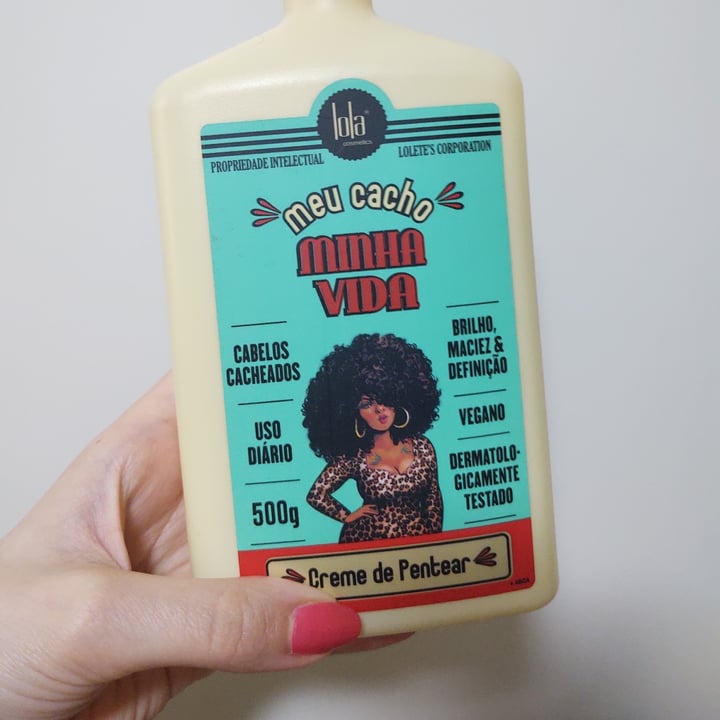 lola
cosmetics
PROPRIEDADE INTELECTUAL
LOLETE'S CORPORATION
meu cacho
MINHA
VIDA
CABELOS
CACHEADOS
USO
DIÁRIO
500g
BRILHO,
MACIEZ &
DEFINIÇÃO
VEGANO
DERMATOLO-
GICAMENTE
TESTADO
Creme de Pentear